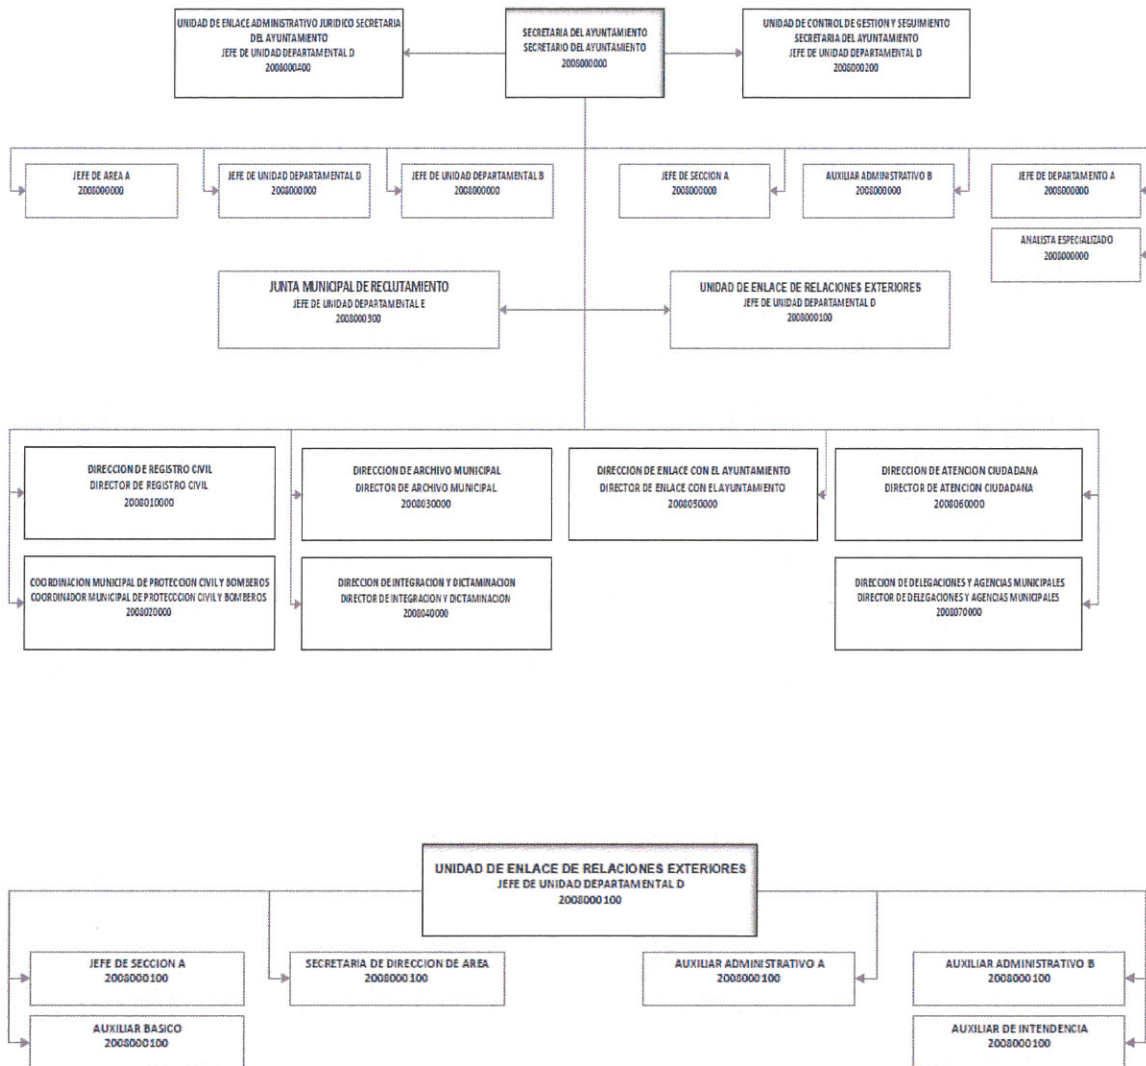 UNIDAD DE ENLACE ADMINISTRATIVO JURIDICO SECRETARIA
DEL AYUNTAMIENTO
JEFE DE UNIDAD DEPARTAMENTAL D
2008000400
SECRETARIA DEL AYUNTAMIENTO
SECRETARIO DEL AYUNTAMIENTO
2008000000
UNIDAD DE CONTROL DE GESTION Y SEGUIMIENTO
SECRETARIA DEL AYUNTAMIENTO
JEFE DE UNIDAD DEPARTAMENTAL D
2008000200
JEFE DE AREA A
2008000000
JEFE DE UNIDAD DEPARTAMENTAL D
2008000000
JEFE DE UNIDAD DEPARTAMENTAL B
2008000000
JEFE DE SECCION A
2008000000
AUXILIAR ADMINISTRATIVO B
2008000000
JEFE DE DEPARTAMENTO A
2008000000
ANALISTA ESPECIALIZADO
2008000000
JUNTA MUNICIPAL DE RECLUTAMIENTO
JEFE DE UNIDAD DEPARTAMENTAL E
2008000300
UNIDAD DE ENLACE DE RELACIONES EXTERIORES
JEFE DE UNIDAD DEPARTAMENTAL D
2008000100
DIRECCION DE REGISTRO CIVIL
DIRECTOR DE REGISTRO CIVIL
2008010000
DIRECCION DE ARCHIVO MUNICIPAL
DIRECTOR DE ARCHIVO MUNICIPAL
2008030000
DIRECCION DE ENLACE CON EL AYUNTAMIENTO
DIRECTOR DE ENLACE CON EL AYUNTAMIENTO
2008050000
DIRECCION DE ATENCION CIUDADANA
DIRECTOR DE ATENCION CIUDADANA
2008060000
COORDINACION MUNICIPAL DE PROTECCION CIVIL Y BOMBEROS
COORDINADOR MUNICIPAL DE PROTECCCION CIVIL Y BOMBEROS
2008020000
DIRECCION DE INTEGRACION Y DICTAMINACION
DIRECTOR DE INTEGRACION Y DICTAMINACION
2008040000
DIRECCION DE DELEGACIONES Y AGENCIAS MUNICIPALES
DIRECTOR DE DELEGACIONES Y AGENCIAS MUNICIPALES
2008070000
UNIDAD DE ENLACE DE RELACIONES EXTERIORES
JEFE DE UNIDAD DEPARTAMENTAL D
2008000100
JEFE DE SECCION A
2008000100
SECRETARIA DE DIRECCION DE AREA
2008000100
AUXILIAR ADMINISTRATIVO A
2008000100
AUXILIAR ADMINISTRATIVO B
2008000100
AUXILIAR BASICO
2008000100
AUXILIAR DE INTENDENCIA
2008000100